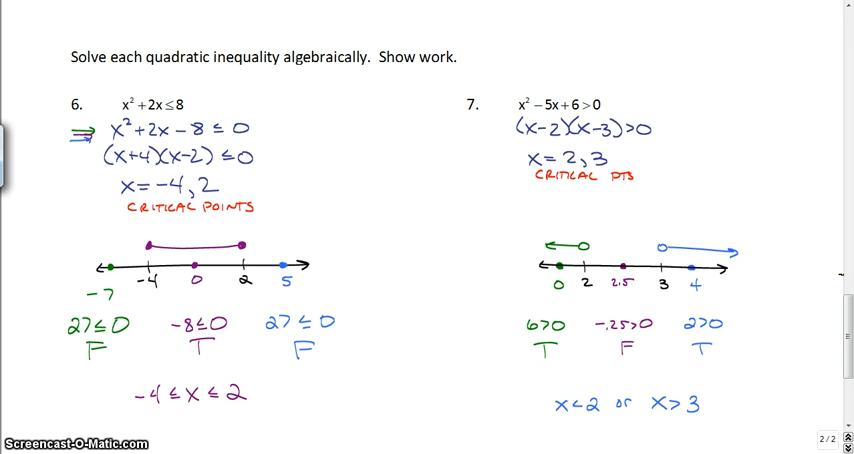 Solve each quadratic inequality algebraically. Show work.
6. x² + 2x ≤ 8
x² + 2x − 8 ≤ 0
(x+4)(x−2) ≤ 0
x = −4, 2
CRITICAL POINTS
−4 0 2 5
−7
27 ≤ 0 −8 ≤ 0 27 ≤ 0
F T F
−4 ≤ x ≤ 2
7. x² − 5x + 6 > 0
(x−2)(x−3) > 0
x = 2, 3
CRITICAL PTS
0 2 2.5 3 4
6>0 −.25>0 2>0
T F T
x < 2 or x > 3
2 / 2
Screencast-O-Matic.com